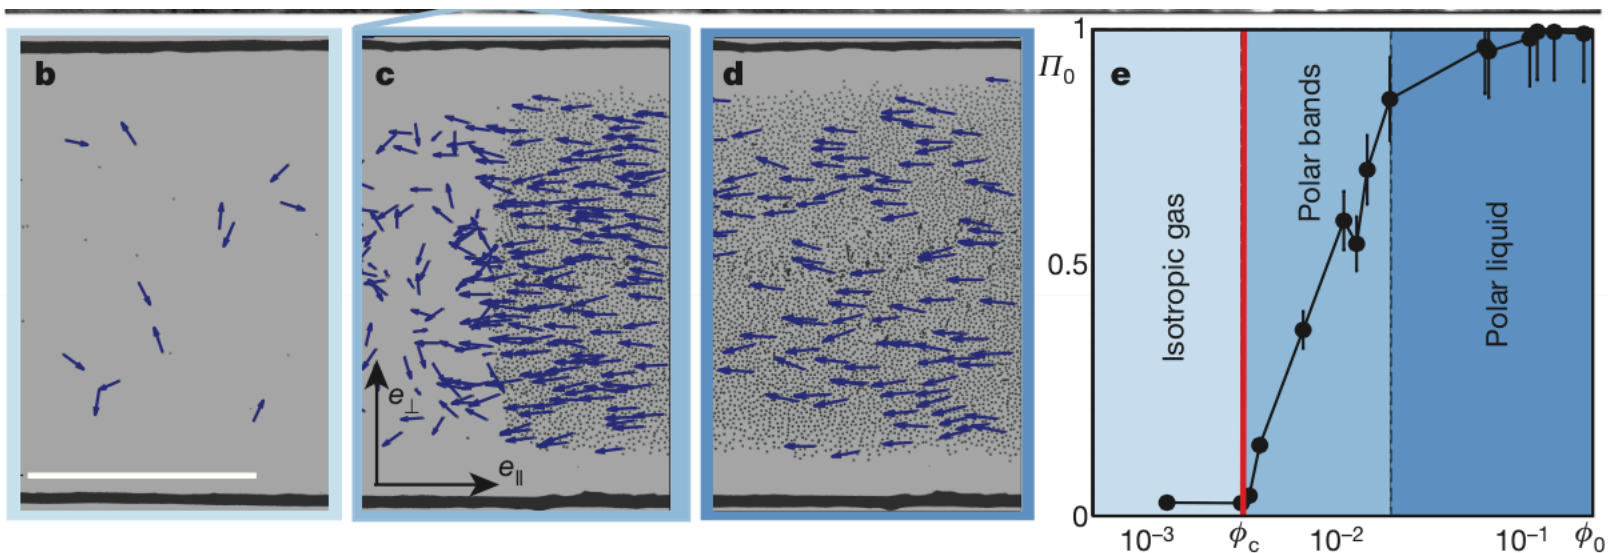 b
c
d
e⊥
e∥
1
Π₀
0.5
0
e
Isotropic gas
Polar bands
Polar liquid
10⁻³
ϕc
10⁻²
10⁻¹
ϕ₀